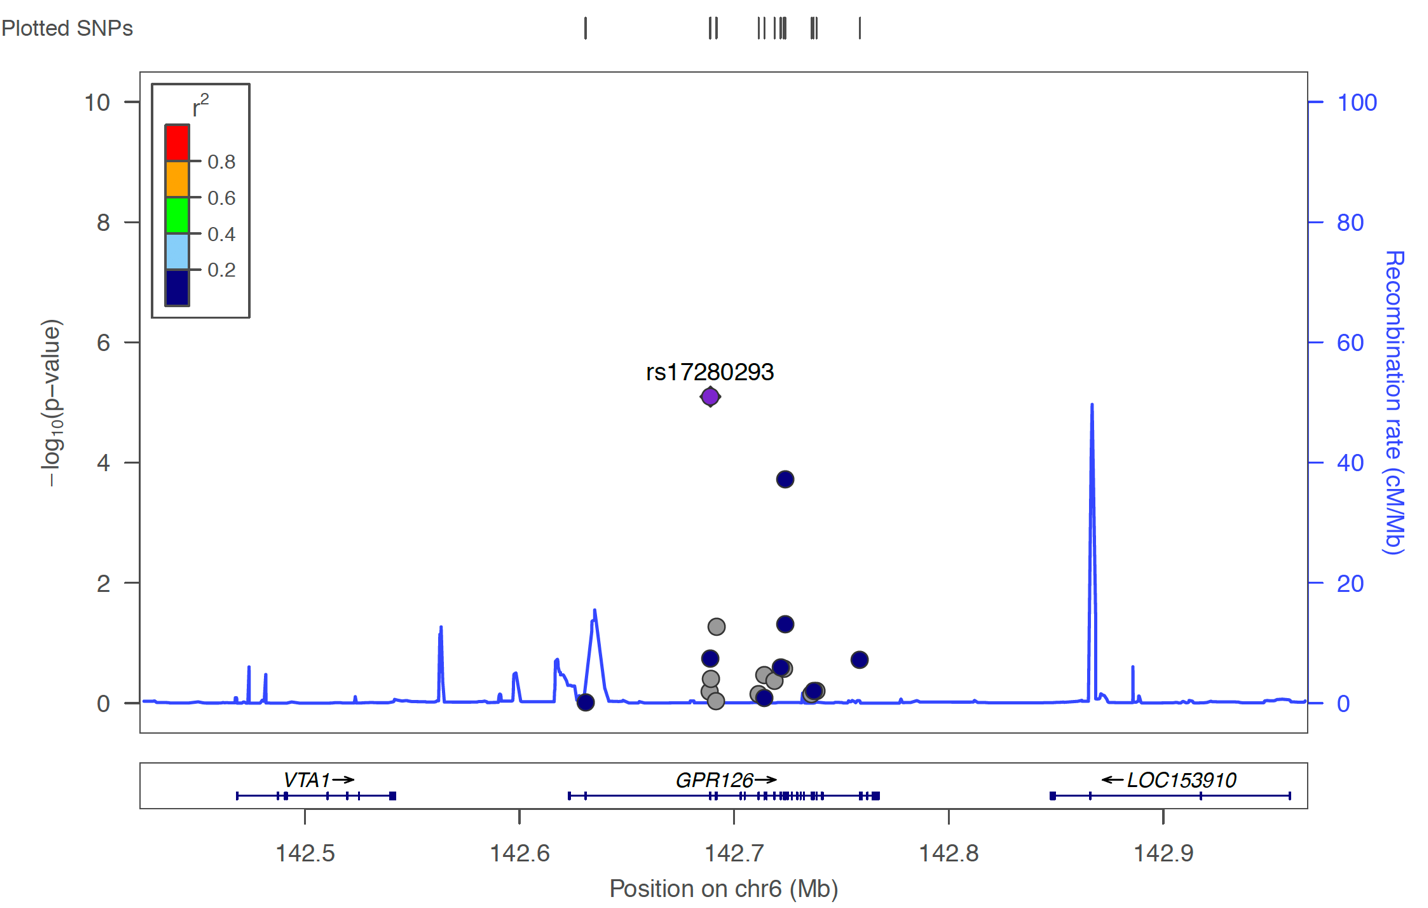 Plotted SNPs
r2
0.8
0.6
0.4
0.2
10
8
6
4
2
0
−log10(p−value)
100
80
60
40
20
0
Recombination rate (cM/Mb)
rs17280293
VTA1→
GPR126→
←LOC153910
142.5
142.6
142.7
142.8
142.9
Position on chr6 (Mb)